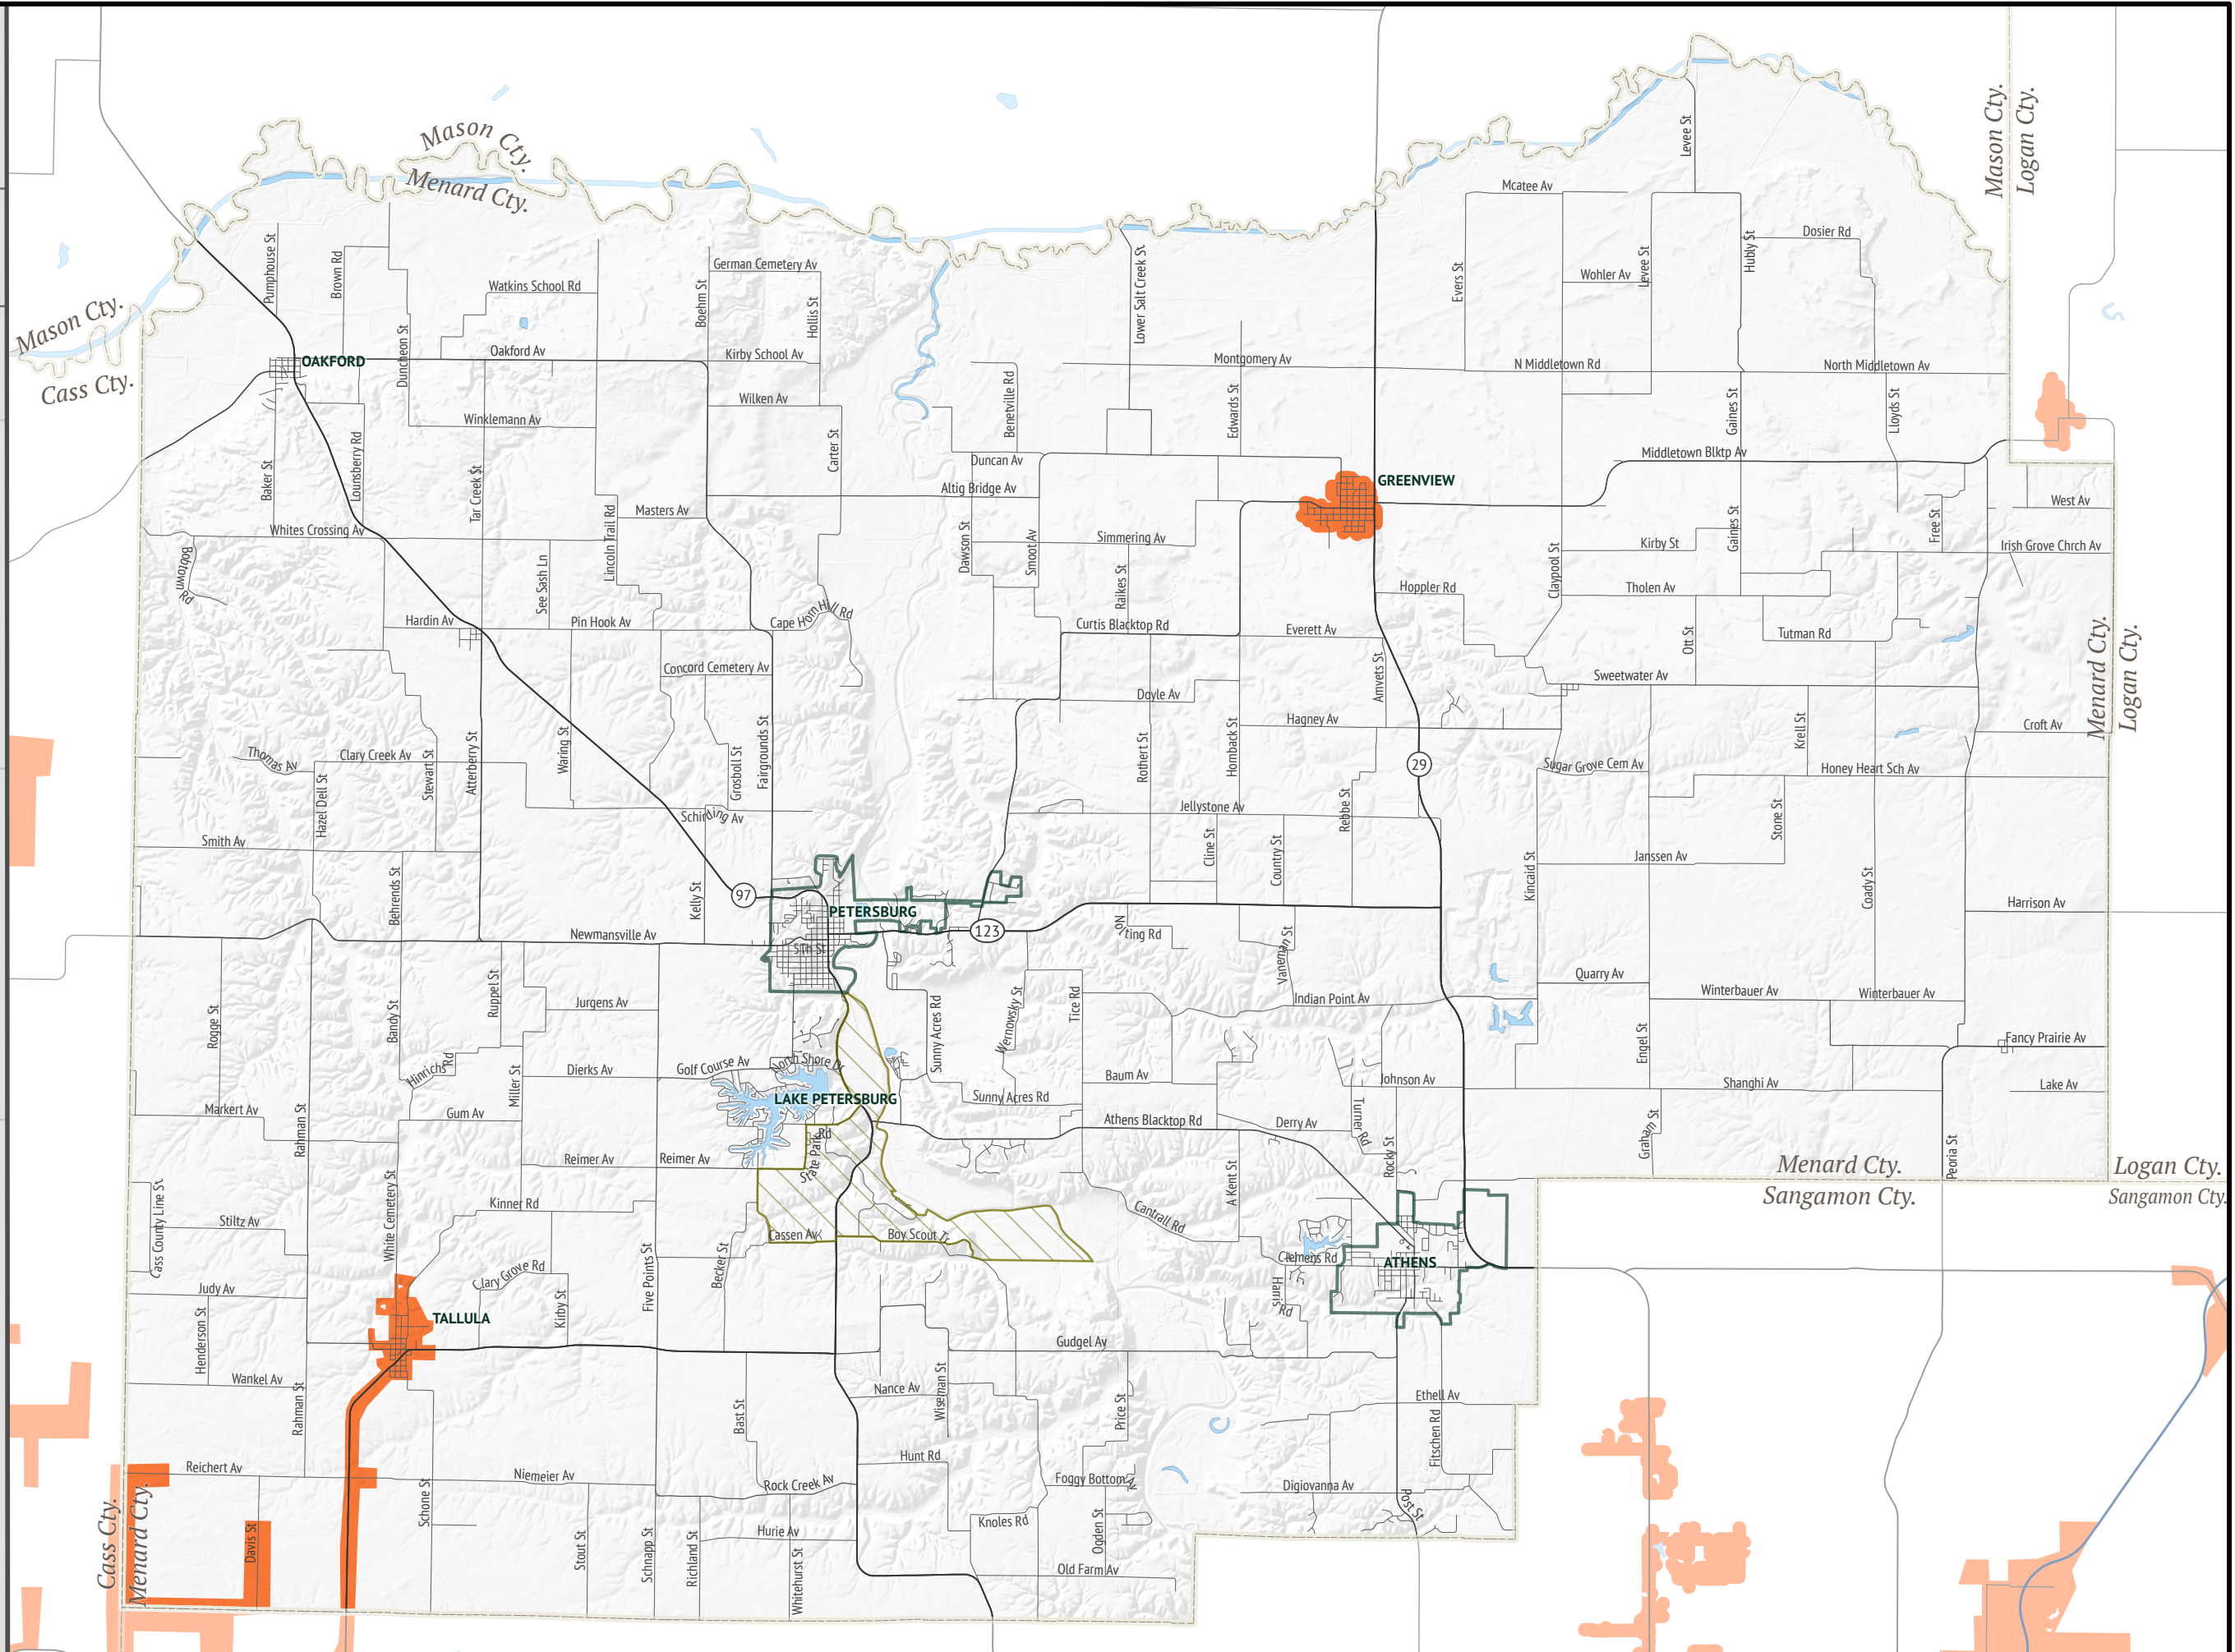 Mason Cty.
Menard Cty.
Mason Cty.
Logan Cty.
Levee St
Mcatee Av
Pumphouse St
Brown Rd
German Cemetery Av
Watkins School Rd
Boehm St
Hollis St
Lower Salt Creek St
Evers St
Wohler Av
Levee St
Hubly St
Dosier Rd
Mason Cty.
Cass Cty.
OAKFORD
Duncheon St
Oakford Av
Kirby School Av
Montgomery Av
N Middletown Rd
North Middletown Av
Wilken Av
Benetville Rd
Edwards St
Gaines St
Lloyds St
Winklemann Av
Baker St
Lounsberry Rd
Tar Creek St
Carter St
Duncan Av
Middletown Blktp Av
Altig Bridge Av
GREENVIEW
West Av
Whites Crossing Av
Masters Av
Lincoln Trail Rd
See Sash Ln
Dawson St
Smoot Av
Simmering Av
Raikes St
Claypool St
Kirby St
Gaines St
Free St
Irish Grove Chrch Av
Bobtown Rd
Hoppler Rd
Tholen Av
Hardin Av
Pin Hook Av
Cape Horn Hill Rd
Curtis Blacktop Rd
Everett Av
Ott St
Tutman Rd
Concord Cemetery Av
Doyle Av
Amvets St
Sweetwater Av
Menard Cty.
Logan Cty.
Hagney Av
Krell St
Croft Av
Thomas Av
Clary Creek Av
Stewart St
Atterberry St
Waring St
Grosboll St
Fairgrounds St
Rothert St
Homback St
29
Sugar Grove Cem Av
Honey Heart Sch Av
Hazel Dell St
Schirding Av
Jellystone Av
Rebbe St
Stone St
Smith Av
Cline St
Country St
Janssen Av
Kincaid St
Behrends St
Kelly St
97
PETERSBURG
123
Coady St
Harrison Av
Newmansville Av
5Th St
Nolting Rd
Vaneman St
Quarry Av
Ruppel St
Jurgens Av
Rogge St
Bandy St
Sunny Acres Rd
Wernowsky St
Tice Rd
Indian Point Av
Winterbauer Av
Winterbauer Av
Engel St
Fancy Prairie Av
Hinrichs Rd
Miller St
Dierks Av
Golf Course Av
North Shore Dr
Baum Av
Johnson Av
Shanghi Av
Lake Av
LAKE PETERSBURG
Sunny Acres Rd
Markert Av
Rahman St
Gum Av
Athens Blacktop Rd
Derry Av
Turner Rd
Graham St
Rocky St
Peoria St
State Park Rd
Reimer Av
Reimer Av
A Kent St
Menard Cty.
Sangamon Cty.
Logan Cty.
Sangamon Cty.
Cass County Line St
White Cemetery St
Kinner Rd
Stiltz Av
Cantrall Rd
Cassen Av
Boy Scout Tr
Becker St
Five Points St
Clemens Rd
ATHENS
Clary Grove Rd
Judy Av
Kirby St
Harris Rd
TALLULA
Henderson St
Gudgel Av
Wankel Av
Rahman St
Nance Av
Wiseman St
Price St
Ethell Av
Bast St
Fitschen Rd
Hunt Rd
Reichert Av
Niemeier Av
Rock Creek Av
Foggy Bottom Av
Digiovanna Av
Post St
Schone St
Cass Cty.
Menard Cty.
Davis St
Stout St
Schnapp St
Richland St
Hurie Av
Whitehurst St
Knoles Rd
Ogden St
Old Farm Av